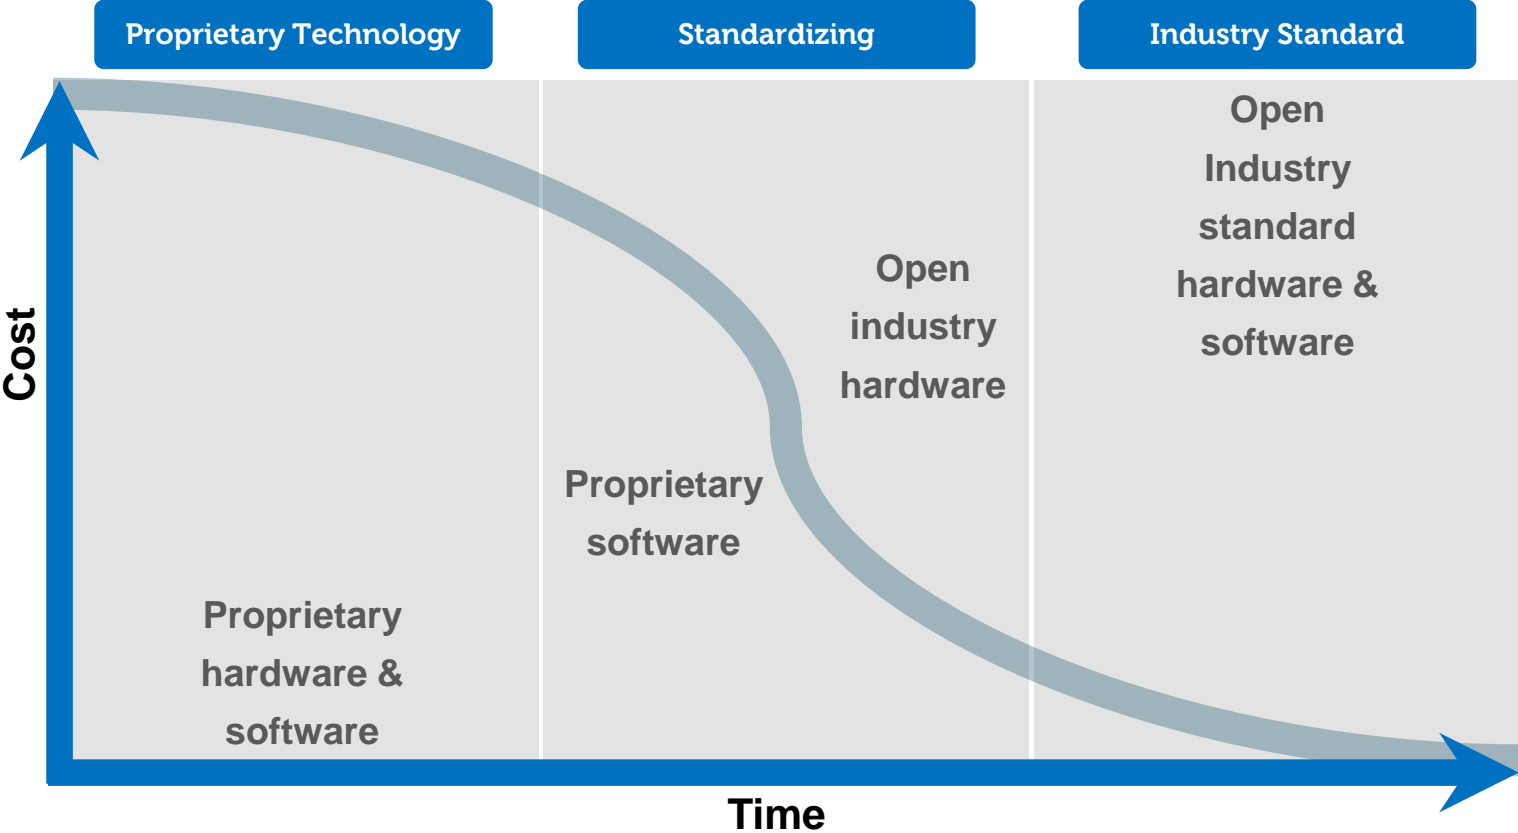 Proprietary Technology
Standardizing
Industry Standard
Cost
Proprietary
hardware &
software
Proprietary
software
Open
industry
hardware
Open
Industry
standard
hardware &
software
Time